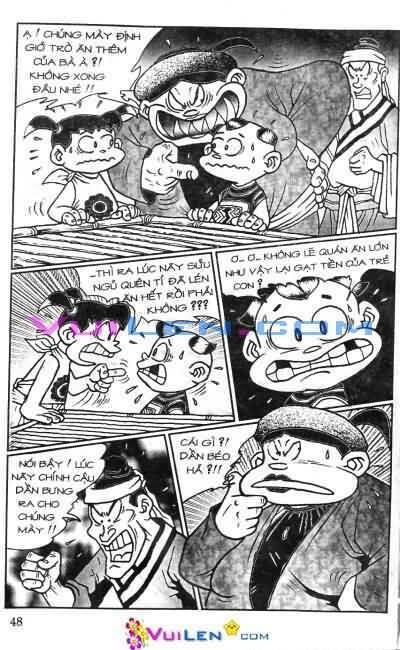 Ạ ! CHÚNG MÀY ĐỊNH
GIỞ TRÒ ĂN THÊM
CỦA BÀ À ?!
KHÔNG XONG
ĐÂU NHÉ !!
...THÌ RA LÚC NÃY SỬU
NGỦ QUÊN TÍ ĐÃ LÉN
ĂN HẾT RỒI PHẢI
KHÔNG ???
Ơ.. Ơ.. KHÔNG LẼ QUÁN ĂN LỚN
NHƯ VẬY LẠI GẠT TIỀN CỦA TRẺ
CON ?
VUILEN.COM
NÓI BẬY ! LÚC
NÃY CHÍNH CẬU
DẦN BƯNG
RA CHO
CHÚNG
MÀY !!
CÁI GÌ ?!
DẦN BÉO
HẢ ?!!
48
VUILEN.COM